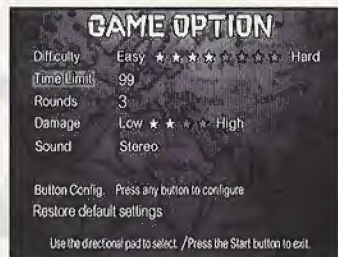 GAME OPTION
Difficulty Easy ★ ★ ★ ★ ☆ ☆ ☆ ☆ Hard
Time Limit 99
Rounds 3
Damage Low ★ ★ ☆ ☆ High
Sound Stereo
Button Config. Press any button to configure
Restore default settings
Use the directional pad to select. / Press the Start button to exit.